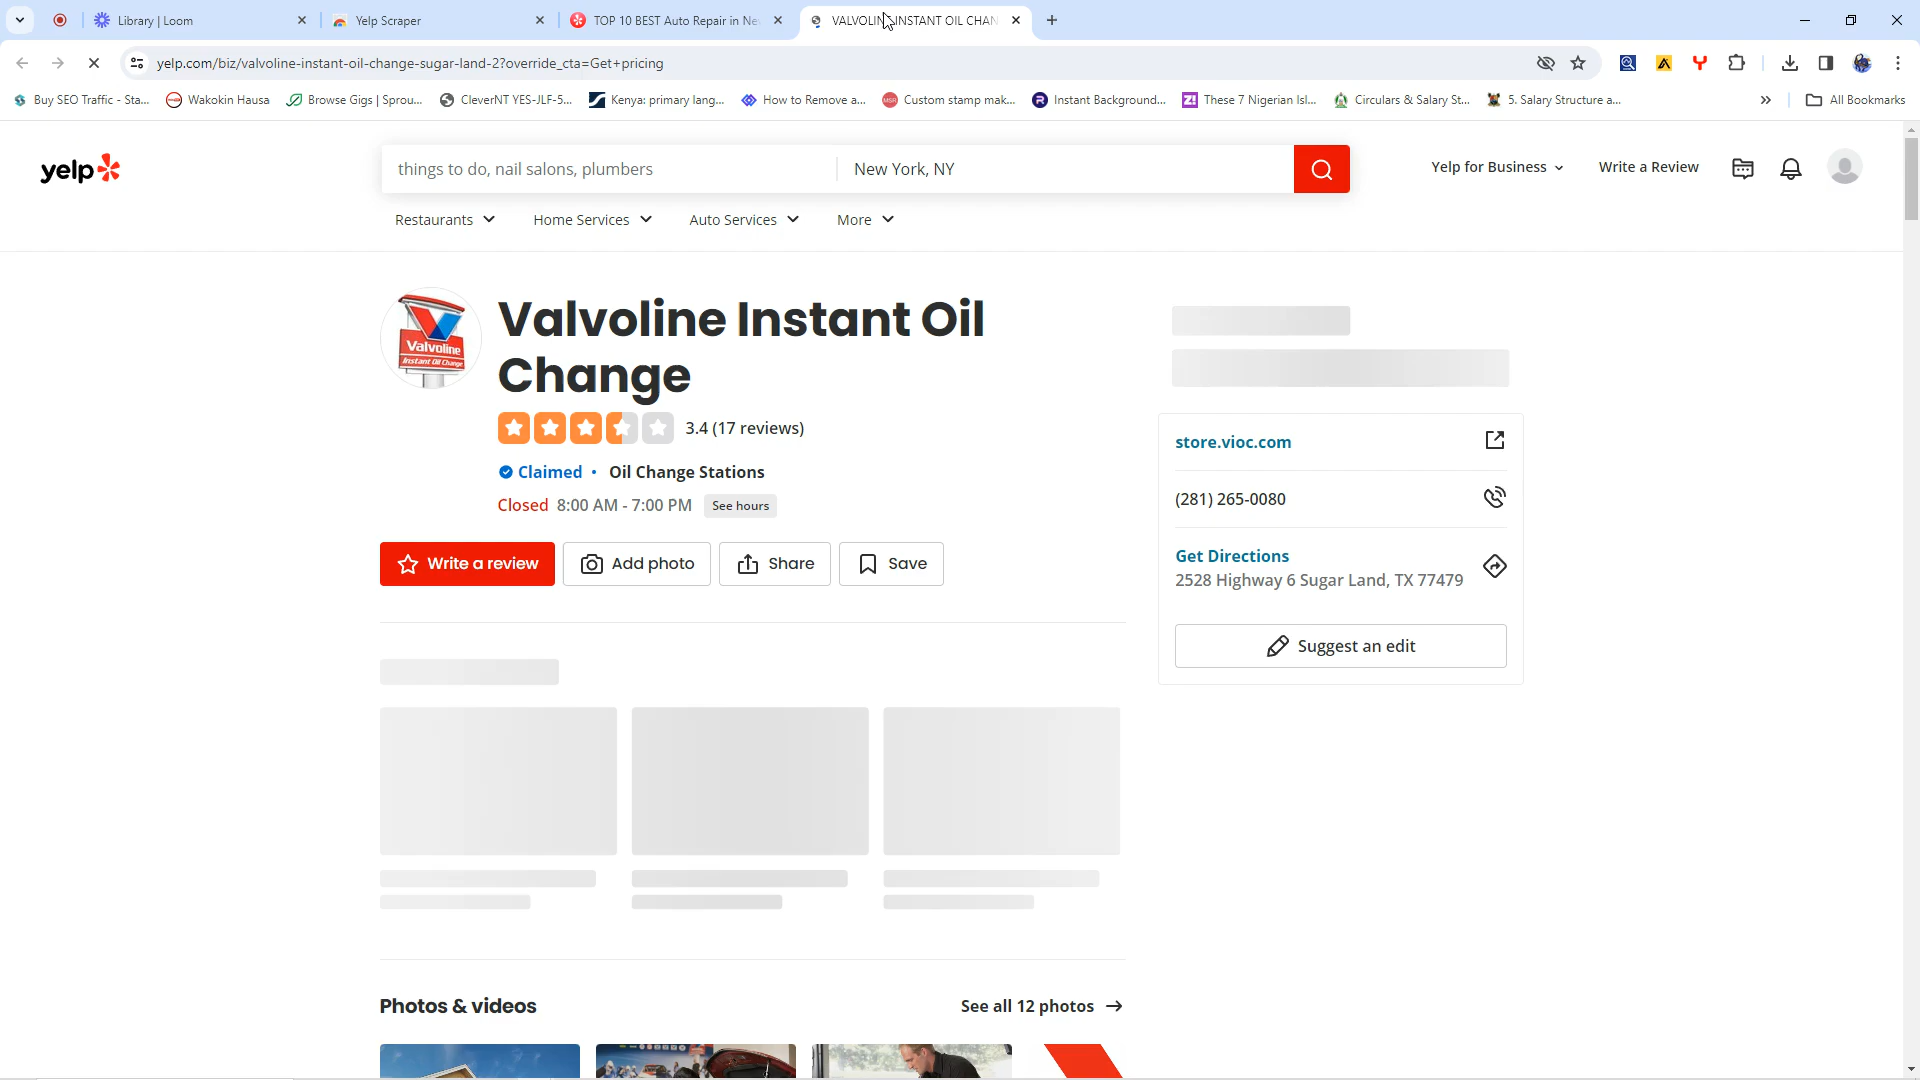 Library | Loom
Yelp Scraper
TOP 10 BEST Auto Repair in Ne
VALVOLINE INSTANT OIL CHAN
yelp.com/biz/valvoline-instant-oil-change-sugar-land-2?override_cta=Get+pricing
Buy SEO Traffic - Sta...
Wakokin Hausa
Browse Gigs | Sprou...
CleverNT YES-JLF-5...
Kenya: primary lang...
How to Remove a...
Custom stamp mak...
Instant Background...
These 7 Nigerian Isl...
Circulars & Salary St...
5. Salary Structure a...
All Bookmarks
yelp
things to do, nail salons, plumbers
New York, NY
Yelp for Business
Write a Review
Restaurants
Home Services
Auto Services
More
Valvoline
Instant Oil Change
Valvoline Instant Oil
Change
3.4 (17 reviews)
Claimed • Oil Change Stations
Closed 8:00 AM - 7:00 PM See hours
Write a review
Add photo
Share
Save
store.vioc.com
(281) 265-0080
Get Directions
2528 Highway 6 Sugar Land, TX 77479
Suggest an edit
Photos & videos
See all 12 photos